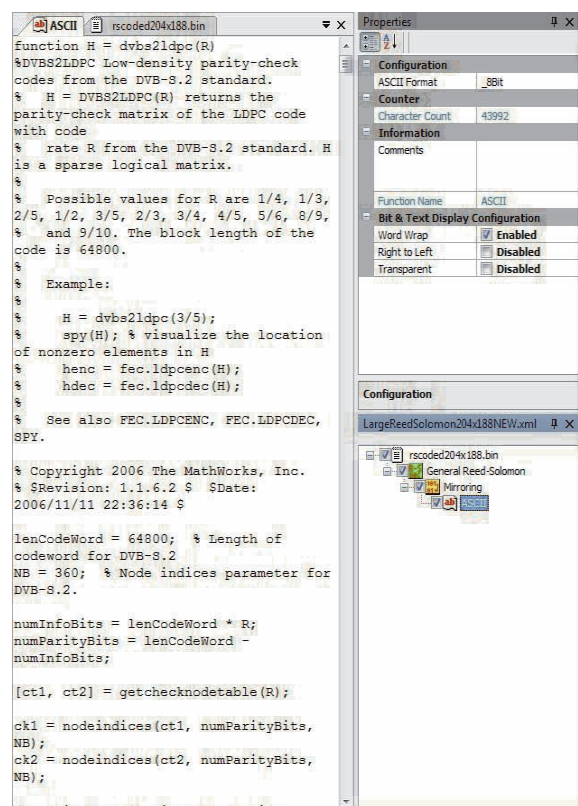 ASCII
rscoded204x188.bin
function H = dvbs2ldpc(R)
%DVBS2LDPC Low-density parity-check
codes from the DVB-S.2 standard.
%   H = DVBS2LDPC(R) returns the
parity-check matrix of the LDPC code
with code
%   rate R from the DVB-S.2 standard. H
is a sparse logical matrix.
%
%   Possible values for R are 1/4, 1/3,
2/5, 1/2, 3/5, 2/3, 3/4, 4/5, 5/6, 8/9,
%   and 9/10. The block length of the
code is 64800.
%
%   Example:
%
%     H = dvbs2ldpc(3/5);
%     spy(H); % visualize the location
of nonzero elements in H
%     henc = fec.ldpcenc(H);
%     hdec = fec.ldpcdec(H);
%
%   See also FEC.LDPCENC, FEC.LDPCDEC,
SPY.
% Copyright 2006 The MathWorks, Inc.
% $Revision: 1.1.6.2 $  $Date:
2006/11/11 22:36:14 $
lenCodeWord = 64800;  % Length of
codeword for DVB-S.2
NB = 360;  % Node indices parameter for
DVB-S.2.
numInfoBits = lenCodeWord * R;
numParityBits = lenCodeWord -
numInfoBits;
[ct1, ct2] = getchecknodetable(R);
ck1 = nodeindices(ct1, numParityBits,
NB);
ck2 = nodeindices(ct2, numParityBits,
NB);
Properties
Configuration
ASCII Format _8Bit
Counter
Character Count 43992
Information
Comments
Function Name ASCII
Bit & Text Display Configuration
Word Wrap Enabled
Right to Left Disabled
Transparent Disabled
Configuration
LargeReedSolomon204x188NEW.xml
rscoded204x188.bin
General Reed-Solomon
Mirroring
ASCII